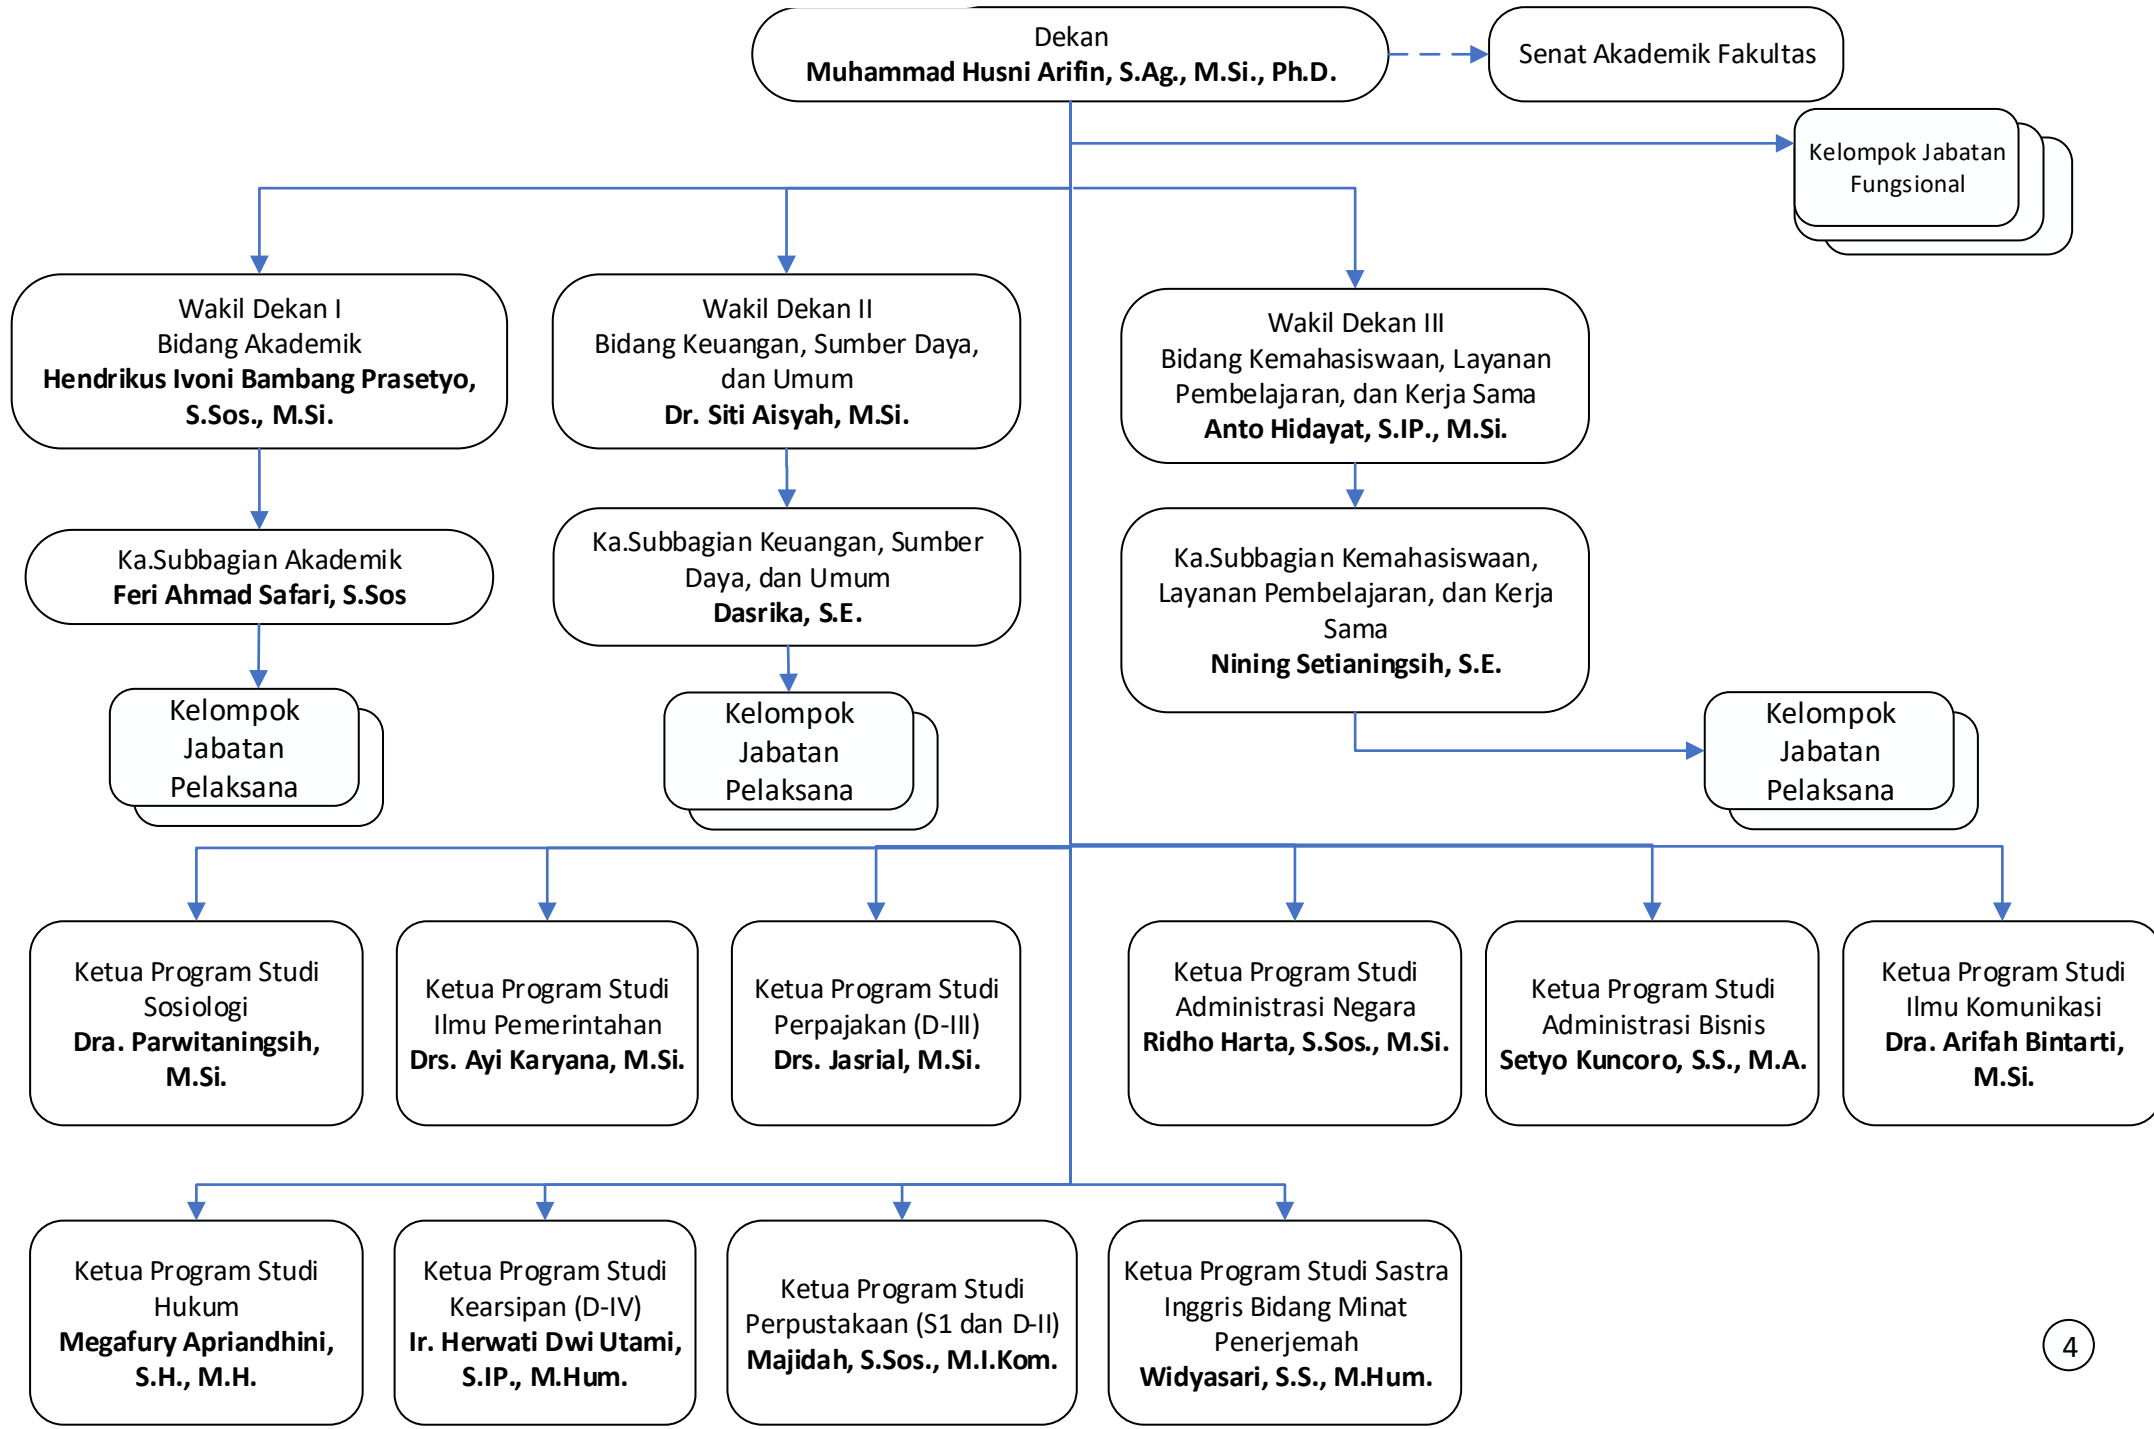 Dekan
Muhammad Husni Arifin, S.Ag., M.Si., Ph.D.
Senat Akademik Fakultas
Kelompok Jabatan
Fungsional
Wakil Dekan I
Bidang Akademik
Hendrikus Ivoni Bambang Prasetyo,
S.Sos., M.Si.
Wakil Dekan II
Bidang Keuangan, Sumber Daya,
dan Umum
Dr. Siti Aisyah, M.Si.
Wakil Dekan III
Bidang Kemahasiswaan, Layanan
Pembelajaran, dan Kerja Sama
Anto Hidayat, S.IP., M.Si.
Ka.Subbagian Akademik
Feri Ahmad Safari, S.Sos
Ka.Subbagian Keuangan, Sumber
Daya, dan Umum
Dasrika, S.E.
Ka.Subbagian Kemahasiswaan,
Layanan Pembelajaran, dan Kerja
Sama
Nining Setianingsih, S.E.
Kelompok
Jabatan
Pelaksana
Kelompok
Jabatan
Pelaksana
Kelompok
Jabatan
Pelaksana
Ketua Program Studi
Sosiologi
Dra. Parwitaningsih,
M.Si.
Ketua Program Studi
Ilmu Pemerintahan
Drs. Ayi Karyana, M.Si.
Ketua Program Studi
Perpajakan (D-III)
Drs. Jasrial, M.Si.
Ketua Program Studi
Administrasi Negara
Ridho Harta, S.Sos., M.Si.
Ketua Program Studi
Administrasi Bisnis
Setyo Kuncoro, S.S., M.A.
Ketua Program Studi
Ilmu Komunikasi
Dra. Arifah Bintarti,
M.Si.
Ketua Program Studi
Hukum
Megafury Apriandhini,
S.H., M.H.
Ketua Program Studi
Kearsipan (D-IV)
Ir. Herwati Dwi Utami,
S.IP., M.Hum.
Ketua Program Studi
Perpustakaan (S1 dan D-II)
Majidah, S.Sos., M.I.Kom.
Ketua Program Studi Sastra
Inggris Bidang Minat
Penerjemah
Widyasari, S.S., M.Hum.
4